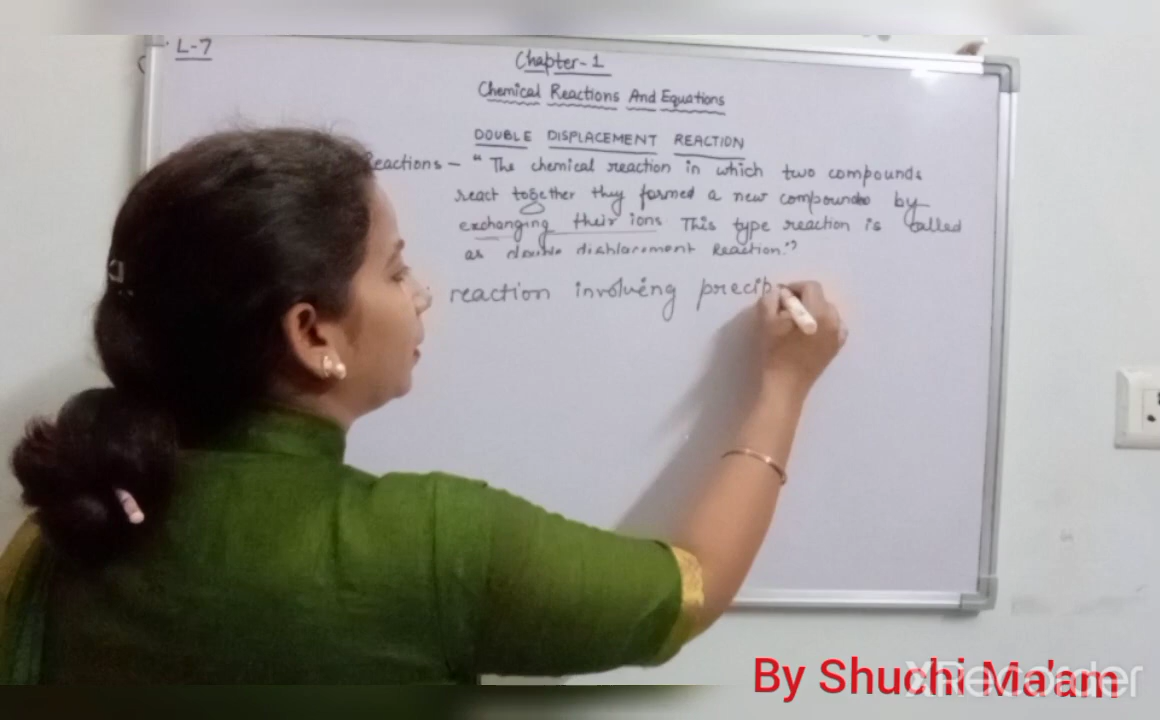 L-7
Chapter-1
Chemical Reactions And Equations
DOUBLE DISPLACEMENT REACTION
Reactions - " The chemical reaction in which two compounds
react together they formed a new compounds by
exchanging their ions This type reaction is called
as double dishlacement Reaction."
reaction involving precip
By Shuchi Ma'am
XRecorder